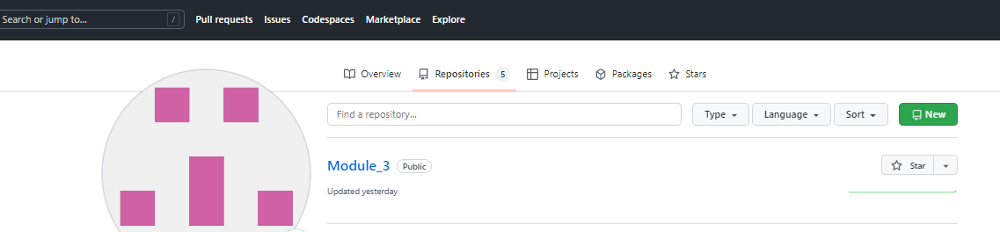 Search or jump to... / Pull requests Issues Codespaces Marketplace Explore
Overview Repositories 5 Projects Packages Stars
Find a repository... Type Language Sort New
Module_3 Public Star
Updated yesterday